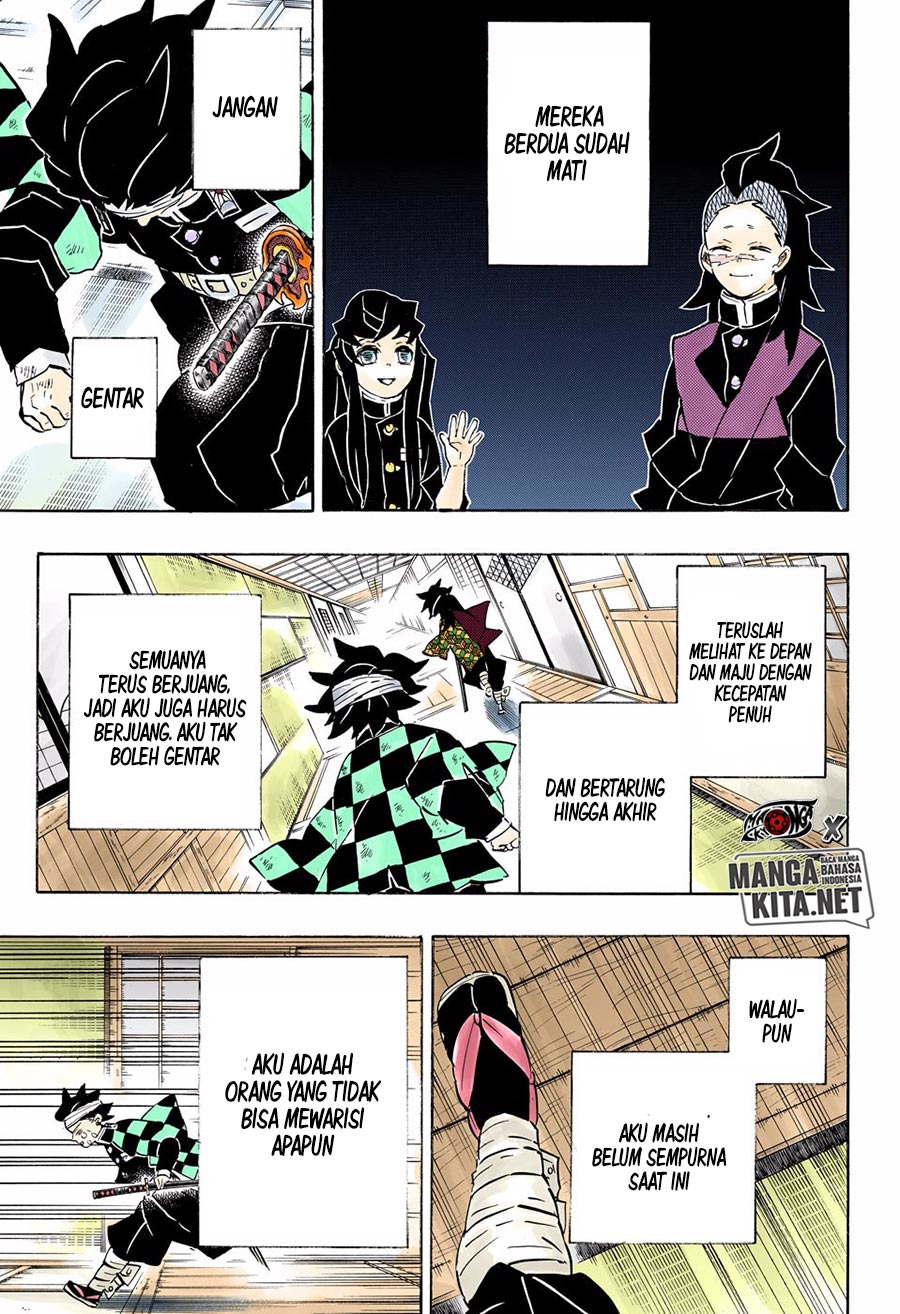 MEREKA
BERDUA SUDAH
MATI
JANGAN
GENTAR
TERUSLAH
MELIHAT KE DEPAN
DAN MAJU DENGAN
KECEPATAN
PENUH
DAN BERTARUNG
HINGGA AKHIR
SEMUANYA
TERUS BERJUANG,
JADI AKU JUGA HARUS
BERJUANG. AKU TAK
BOLEH GENTAR
X
MANGA BACA MANGA
BAHASA
INDONESIA
KITA.NET
WALAU-
PUN
AKU MASIH
BELUM SEMPURNA
SAAT INI
AKU ADALAH
ORANG YANG TIDAK
BISA MEWARISI
APAPUN